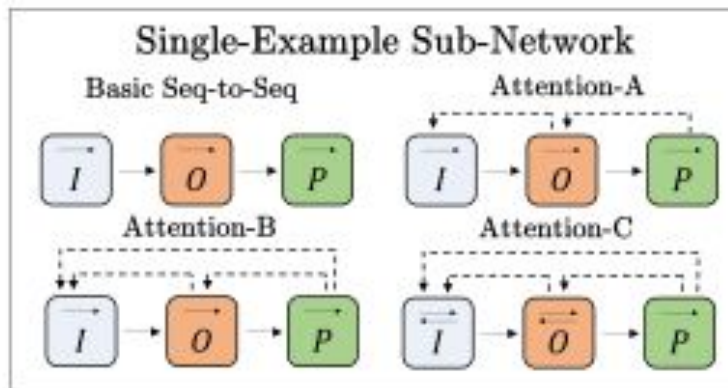 Single-Example Sub-Network
Basic Seq-to-Seq
Attention-A
I O P
I O P
Attention-B
Attention-C
I O P
I O P